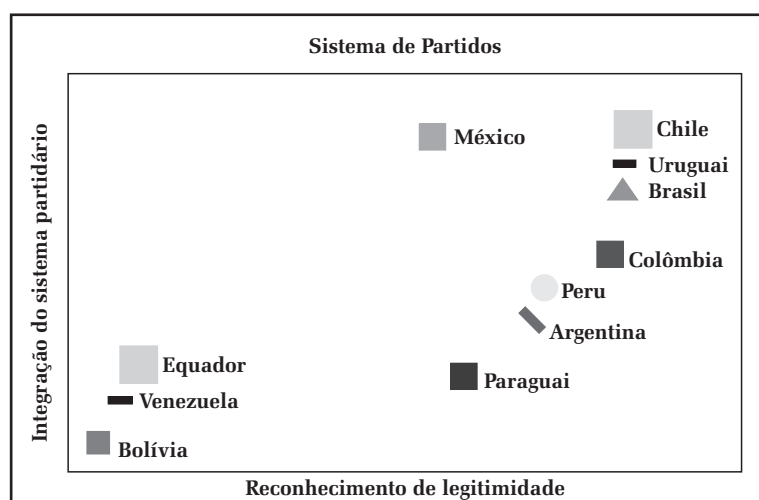 Sistema de Partidos
Integração do sistema partidário
México
Chile
Uruguai
Brasil
Colômbia
Peru
Argentina
Equador
Paraguai
Venezuela
Bolívia
Reconhecimento de legitimidade